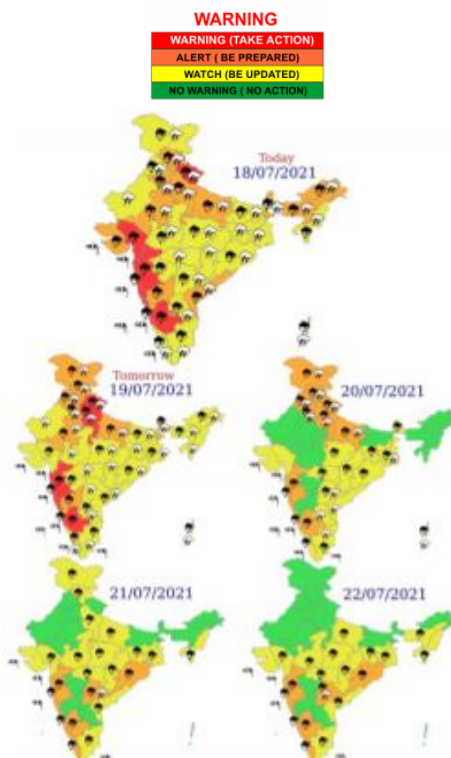 WARNING
WARNING (TAKE ACTION)
ALERT ( BE PREPARED)
WATCH (BE UPDATED)
NO WARNING ( NO ACTION)
Today
18/07/2021
Tomorrow
19/07/2021
20/07/2021
21/07/2021
22/07/2021